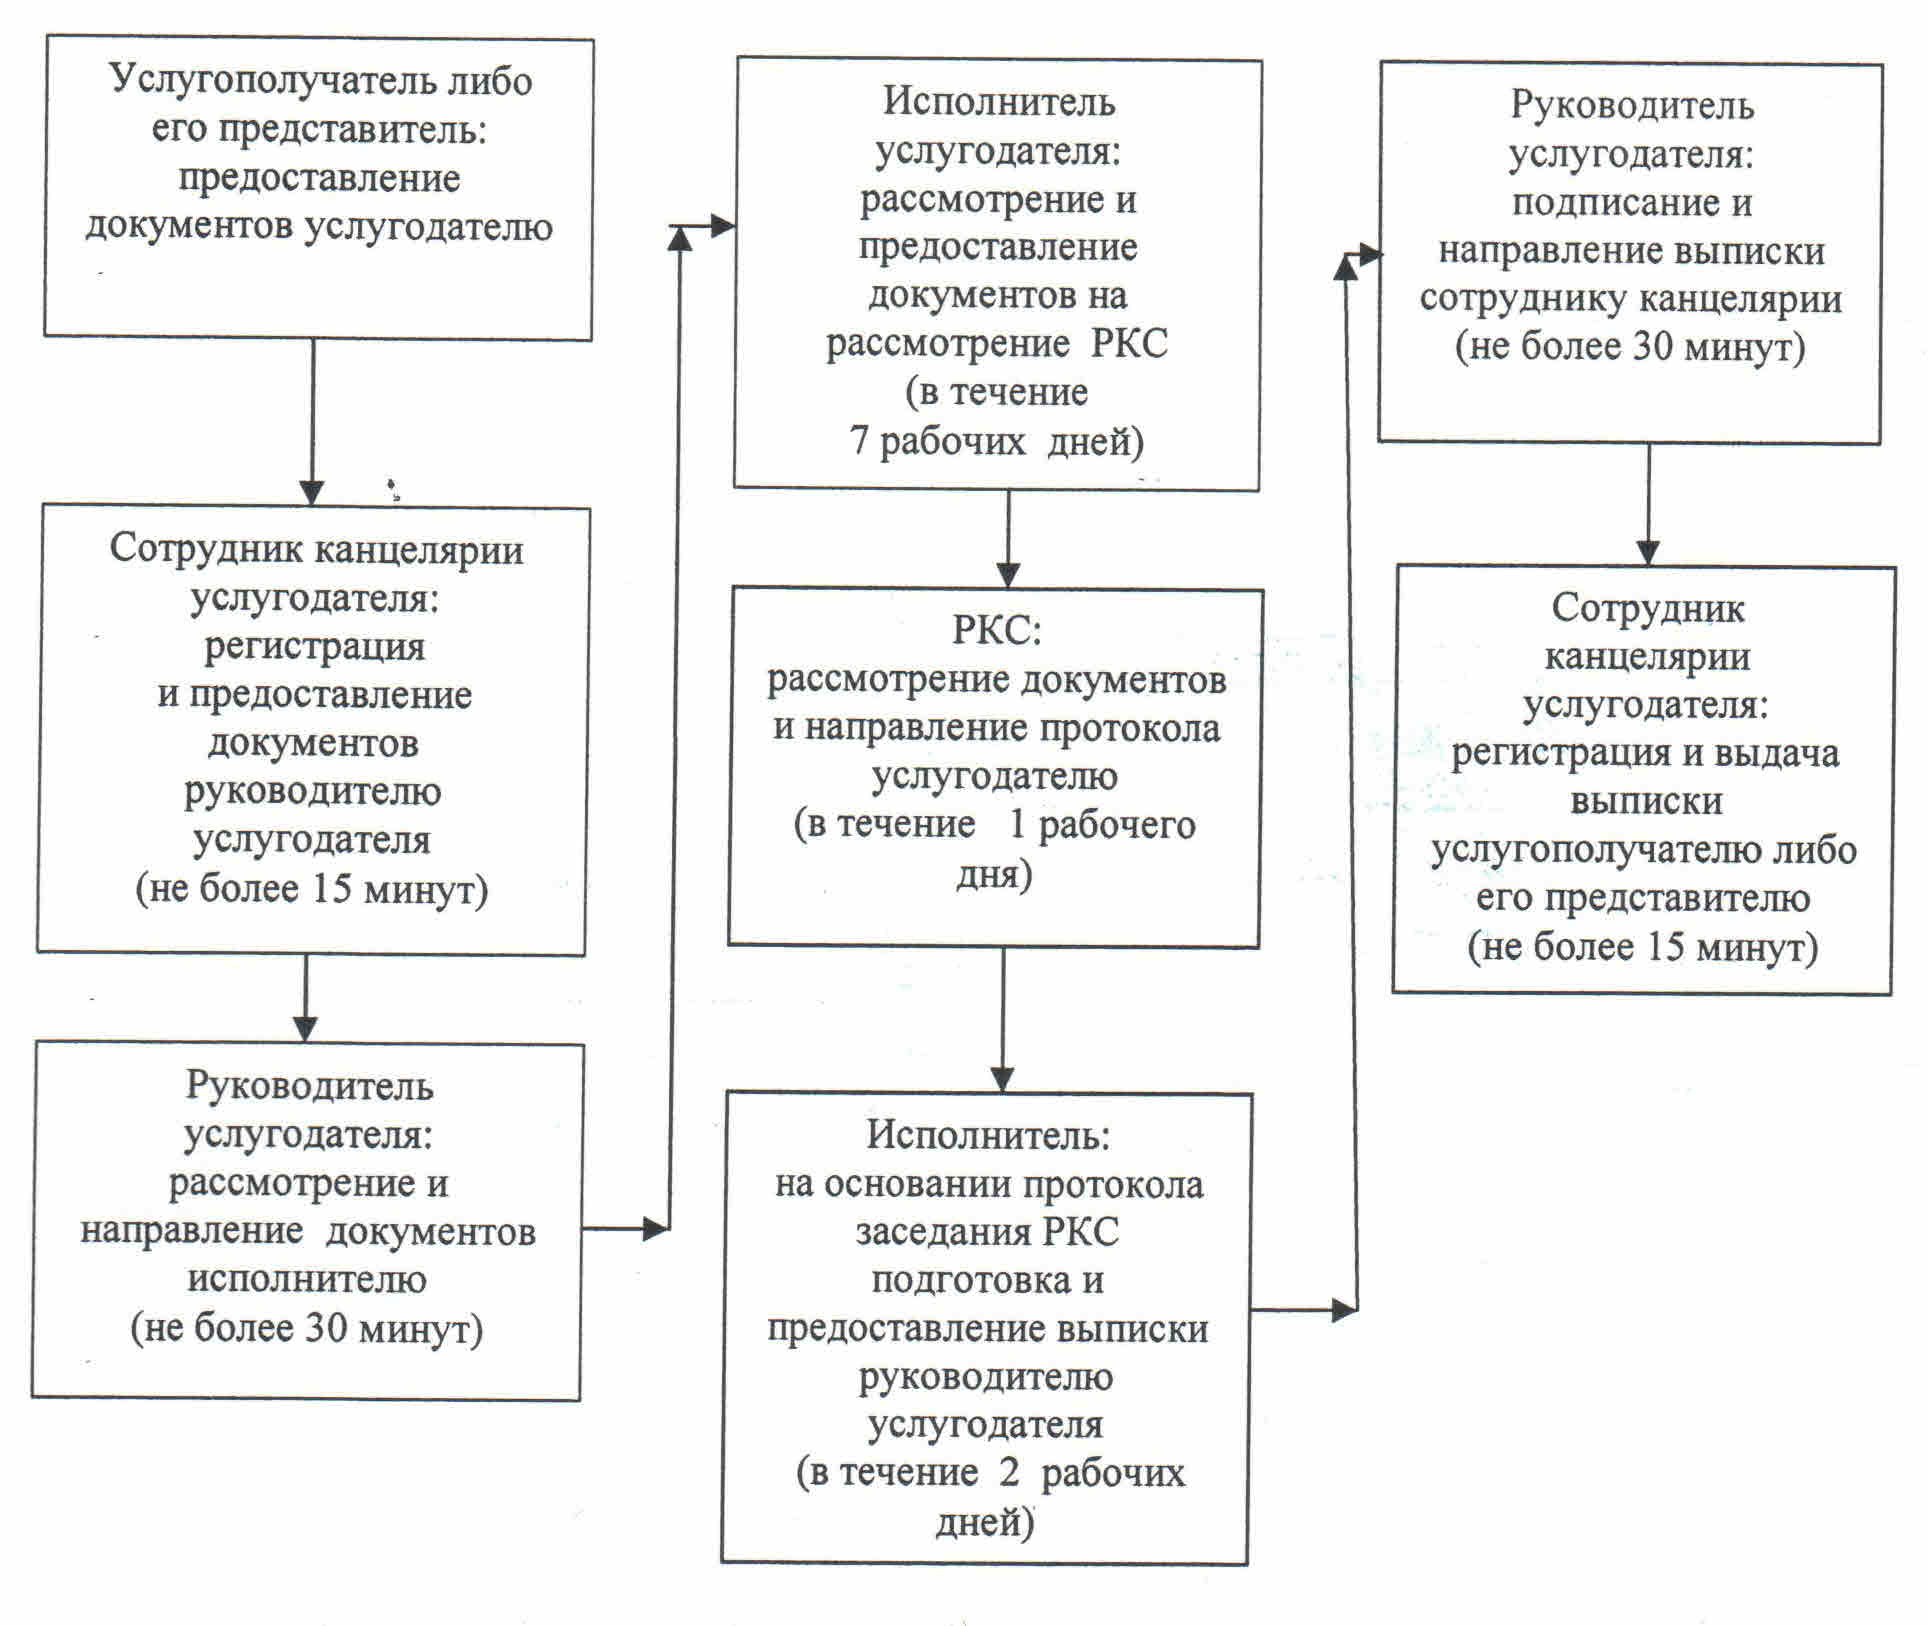 Услугополучатель либо
его представитель:
предоставление
документов услугодателю
Сотрудник канцелярии
услугодателя:
регистрация
и предоставление
документов
руководителю
услугодателя
(не более 15 минут)
Руководитель
услугодателя:
рассмотрение и
направление документов
исполнителю
(не более 30 минут)
Исполнитель
услугодателя:
рассмотрение и
предоставление
документов на
рассмотрение РКС
(в течение
7 рабочих дней)
РКС:
рассмотрение документов
и направление протокола
услугодателю
(в течение 1 рабочего
дня)
Исполнитель:
на основании протокола
заседания РКС
подготовка и
предоставление выписки
руководителю
услугодателя
(в течение 2 рабочих
дней)
Руководитель
услугодателя:
подписание и
направление выписки
сотруднику канцелярии
(не более 30 минут)
Сотрудник
канцелярии
услугодателя:
регистрация и выдача
выписки
услугополучателю либо
его представителю
(не более 15 минут)